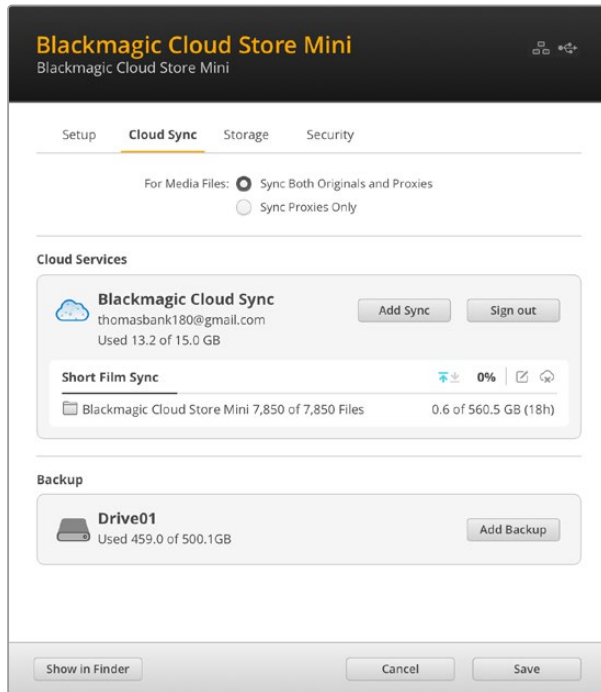 Blackmagic Cloud Store Mini
Blackmagic Cloud Store Mini
Setup Cloud Sync Storage Security
For Media Files: Sync Both Originals and Proxies
Sync Proxies Only
Cloud Services
Blackmagic Cloud Sync
thomasbank180@gmail.com
Used 13.2 of 15.0 GB
Add Sync Sign out
Short Film Sync 0%
Blackmagic Cloud Store Mini 7,850 of 7,850 Files 0.6 of 560.5 GB (18h)
Backup
Drive01
Used 459.0 of 500.1GB
Add Backup
Show in Finder Cancel Save